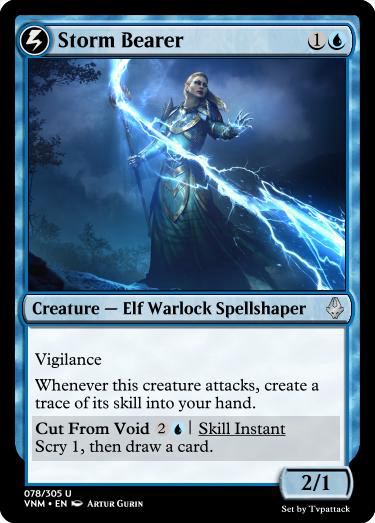 Storm Bearer 1
Creature — Elf Warlock Spellshaper
Vigilance
Whenever this creature attacks, create a
trace of its skill into your hand.
Cut From Void 2 | Skill Instant
Scry 1, then draw a card.
2/1
078/305 U
VNM • EN Artur Gurin
Set by Tvpattack